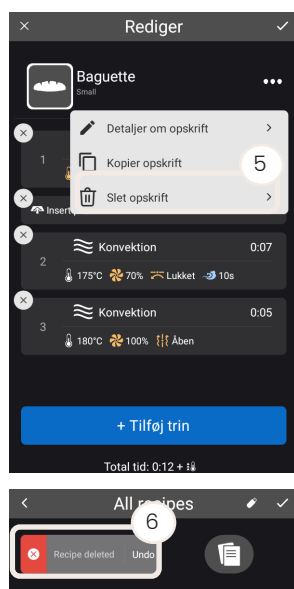 Rediger
Baguette
Small
Detaljer om opskrift
Kopier opskrift
5
Slet opskrift
1
Insert
Konvektion 0:07
2
175°C 70% Lukket 10s
Konvektion 0:05
3
180°C 100% Åben
+ Tilføj trin
Total tid: 0:12 +
All recipes
6
Recipe deleted Undo